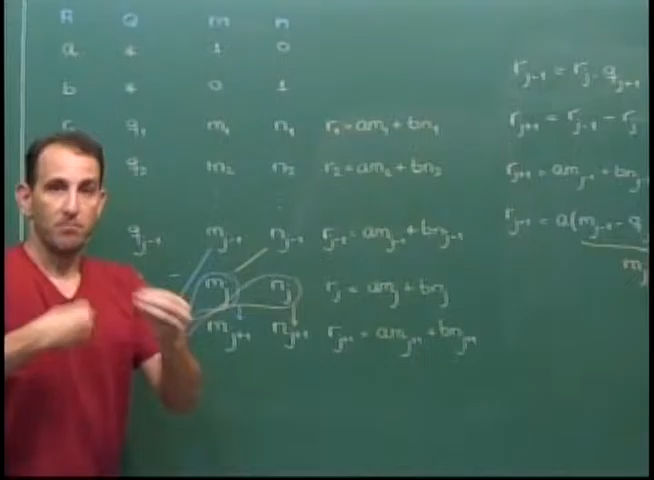 R Q m n
a * 1 0
b * 0 1
q₁ m₁ n₁ r₁ = am₁ + bn₁
q₂ m₂ n₂ r₂ = am₂ + bn₂
q_{j-1} m_{j-1} n_{j-1} r_{j-1} = am_{j-1} + bn_{j-1}
m_j n_j r_j = am_j + bn_j
m_{j+1} n_{j+1} r_{j+1} = am_{j+1} + bn_{j+1}
r_{j-1} = r_j . q_{j+1}
r_{j+1} = r_{j-1} - r_j
r_{j+1} = am_{j-1} + bn_{j-1}
r_{j+1} = a(m_{j-1} - q
m_j